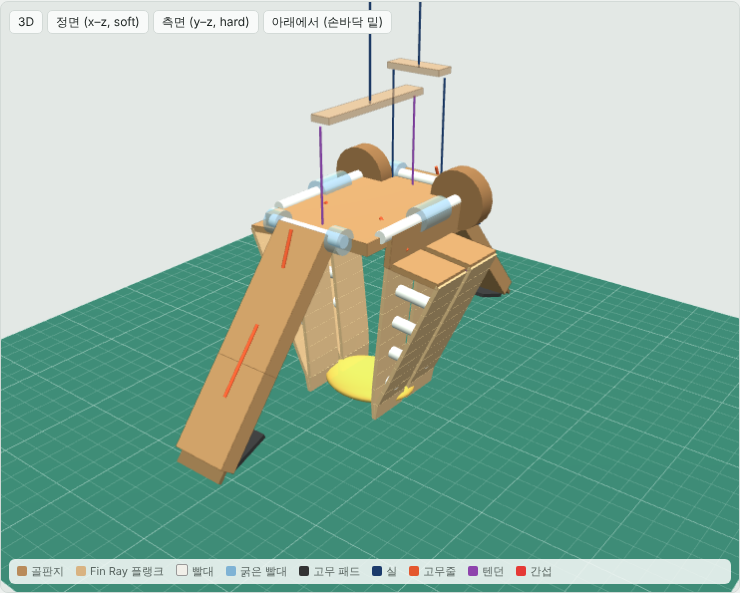 3D 정면 (x–z, soft) 측면 (y–z, hard) 아래에서 (손바닥 밑)
골판지 Fin Ray 플랭크 빨대 굵은 빨대 고무 패드 실 고무줄 텐던 간섭